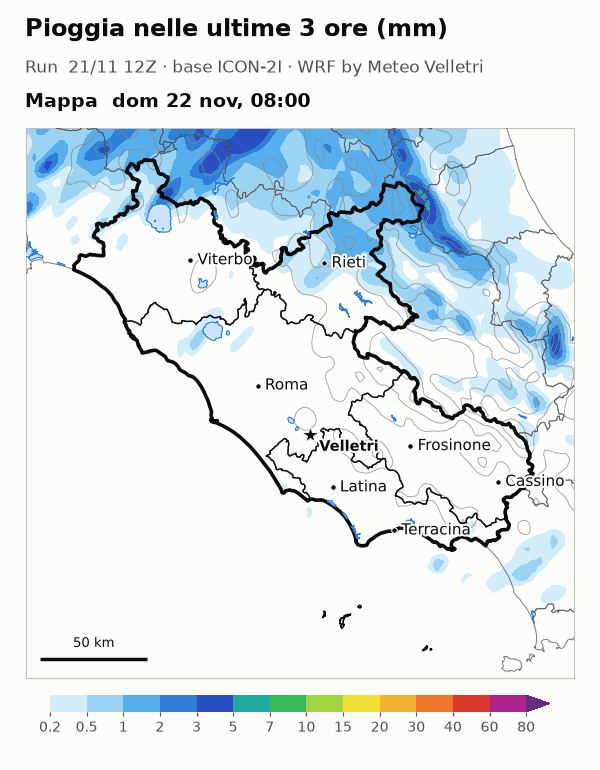 Pioggia nelle ultime 3 ore (mm)
Run  21/11 12Z · base ICON-2I · WRF by Meteo Velletri
Mappa  dom 22 nov, 08:00
Viterbo
Rieti
Roma
Velletri
Frosinone
Latina
Cassino
Terracina
50 km
0.2 0.5 1 2 3 5 7 10 15 20 30 40 60 80